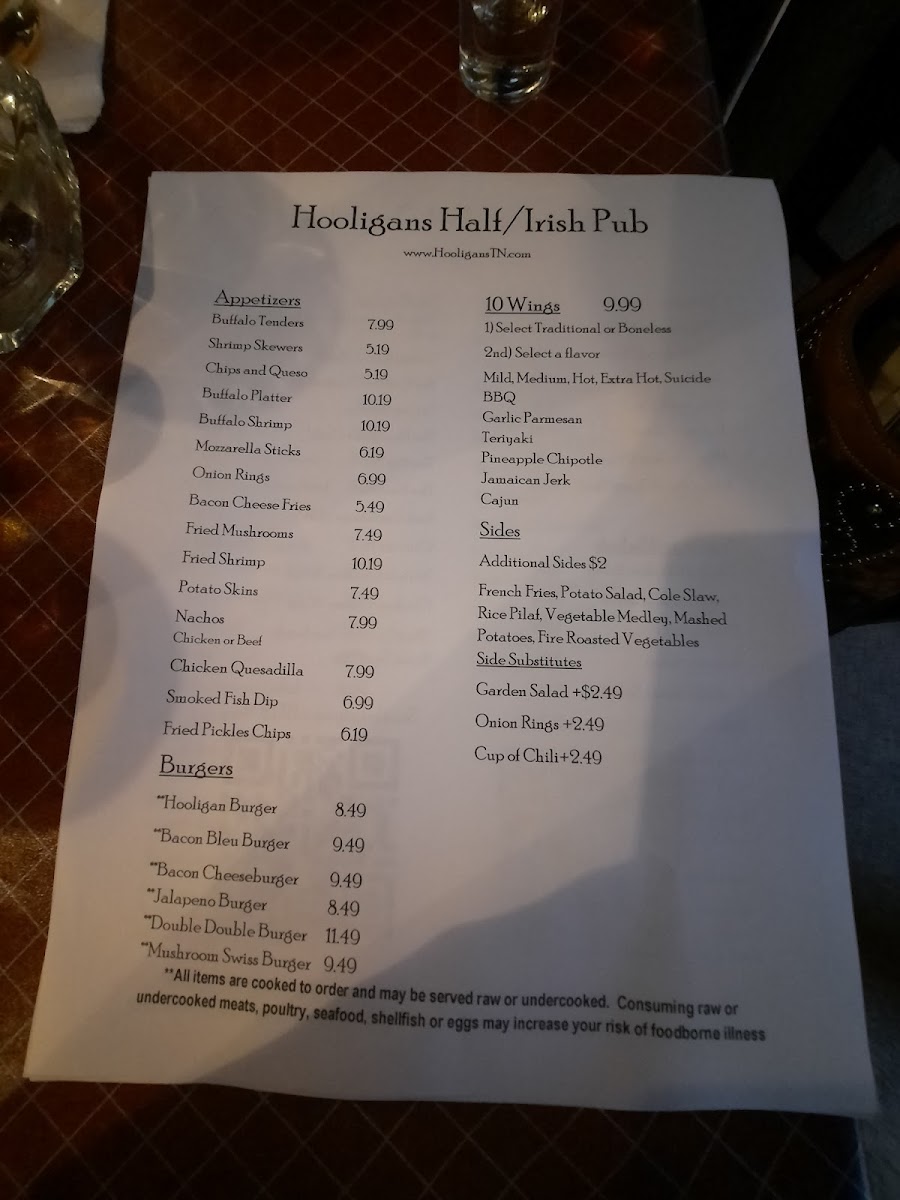 Hooligans Half/Irish Pub
www.HooligansTN.com
Appetizers
Buffalo Tenders 7.99
Shrimp Skewers 5.19
Chips and Queso 5.19
Buffalo Platter 10.19
Buffalo Shrimp 10.19
Mozzarella Sticks 6.19
Onion Rings 6.99
Bacon Cheese Fries 5.49
Fried Mushrooms 7.49
Fried Shrimp 10.19
Potato Skins 7.49
Nachos 7.99
Chicken or Beef
Chicken Quesadilla 7.99
Smoked Fish Dip 6.99
Fried Pickles Chips 6.19
Burgers
**Hooligan Burger 8.49
**Bacon Bleu Burger 9.49
**Bacon Cheeseburger 9.49
**Jalapeno Burger 8.49
**Double Double Burger 11.49
**Mushroom Swiss Burger 9.49
10 Wings 9.99
1) Select Traditional or Boneless
2nd) Select a flavor
Mild, Medium, Hot, Extra Hot, Suicide
BBQ
Garlic Parmesan
Teriyaki
Pineapple Chipotle
Jamaican Jerk
Cajun
Sides
Additional Sides $2
French Fries, Potato Salad, Cole Slaw,
Rice Pilaf, Vegetable Medley, Mashed
Potatoes, Fire Roasted Vegetables
Side Substitutes
Garden Salad +$2.49
Onion Rings +2.49
Cup of Chili+2.49
**All items are cooked to order and may be served raw or undercooked. Consuming raw or
undercooked meats, poultry, seafood, shellfish or eggs may increase your risk of foodborne illness